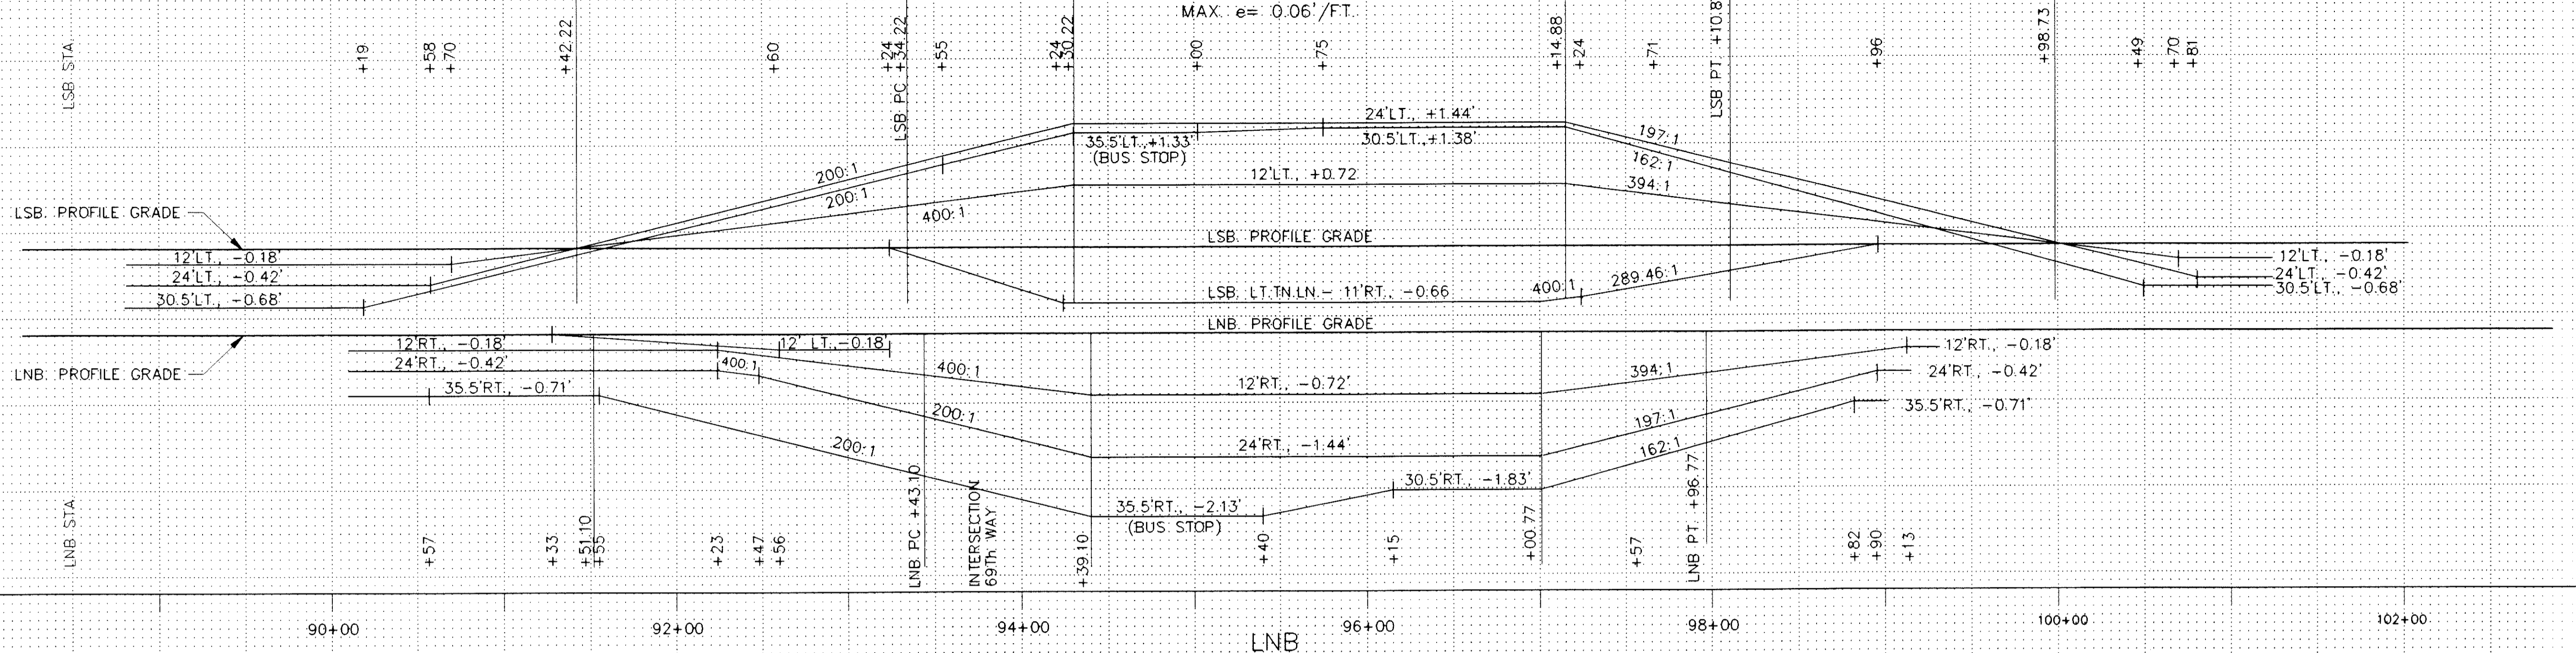 MAX. e= 0.06'/FT.
LSB STA.
+19
+58
+70
+42.22
+60
+24
LSB PC +34.22
+55
+24
+30.22
+00
+75
+14.88
+24
+71
LSB PT. +10.8
+96
+98.73
+49
+70
+81
24'LT., +1.44'
35.5'LT.,+1.33'
(BUS STOP)
30.5'LT.,+1.38'
197:1
162:1
200:1
200:1
12'LT., +0.72
394:1
400:1
LSB. PROFILE GRADE
LSB. PROFILE GRADE
12'LT., -0.18'
24'LT., -0.42'
30.5'LT., -0.68'
LSB. LT.TN.LN.- 11'RT., -0.66
400:1
289.46:1
12'LT., -0.18'
24'LT., -0.42'
30.5'LT., -0.68'
LNB. PROFILE GRADE
12'RT., -0.18'
12' LT.,-0.18'
24'RT., -0.42'
400:1
LNB. PROFILE GRADE
35.5'RT., -0.71'
400:1
12'RT., -0.72'
394:1
12'RT., -0.18'
24'RT., -0.42'
35.5'RT., -0.71'
200:1
200:1
24'RT., -1.44'
197:1
162:1
30.5'RT., -1.83'
35.5'RT., -2.13'
(BUS STOP)
LNB STA.
+57
+33
+51.10
+55
+23
+47
+56
LNB. PC +43.10
INTERSECTION
69Th WAY
+39.10
+40
+15
+00.77
+57
LNB PT. +96.77
+82
+90
+13
90+00
92+00
94+00
96+00
98+00
100+00
102+00
LNB